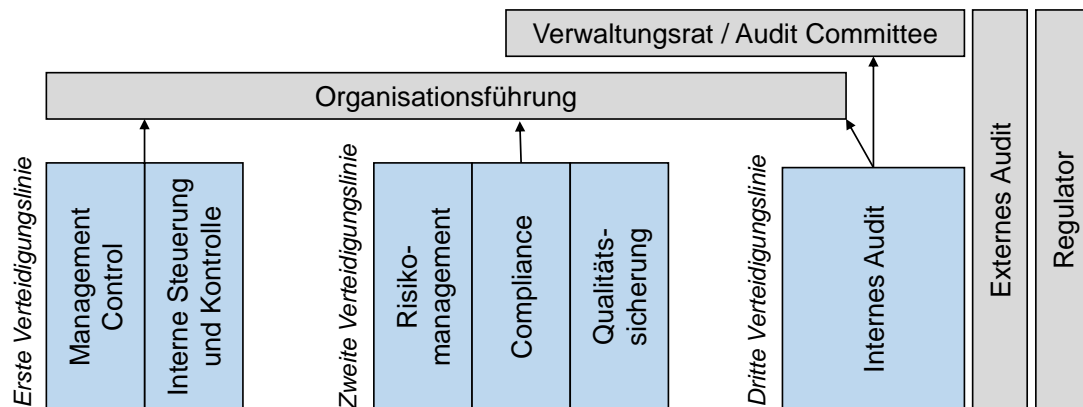 Verwaltungsrat / Audit Committee
Organisationsführung
Erste Verteidigungslinie
Management
Control
Interne Steuerung
und Kontrolle
Zweite Verteidigungslinie
Risiko-
management
Compliance
Qualitäts-
sicherung
Dritte Verteidigungslinie
Internes Audit
Externes Audit
Regulator